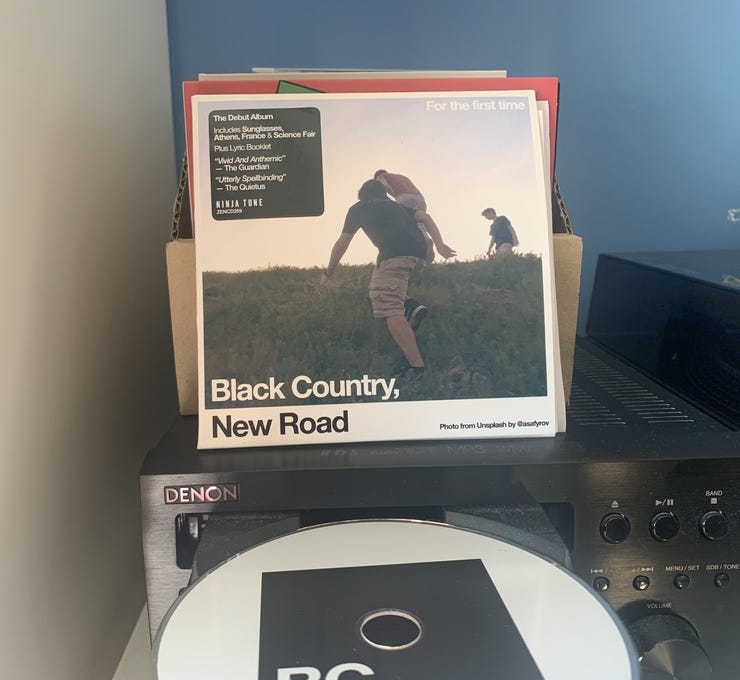 For the first time
The Debut Album
Includes Sunglasses,
Athens, France & Science Fair
Plus Lyric Booklet
"Vivid And Anthemic"
— The Guardian
"Utterly Spellbinding"
— The Quietus
NINJA TUNE
ZENCD269
Black Country,
New Road
Photo from Unsplash by @asafyrov
DENON
BAND
MENU / SET
SDB / TONE
VOLUME
BC